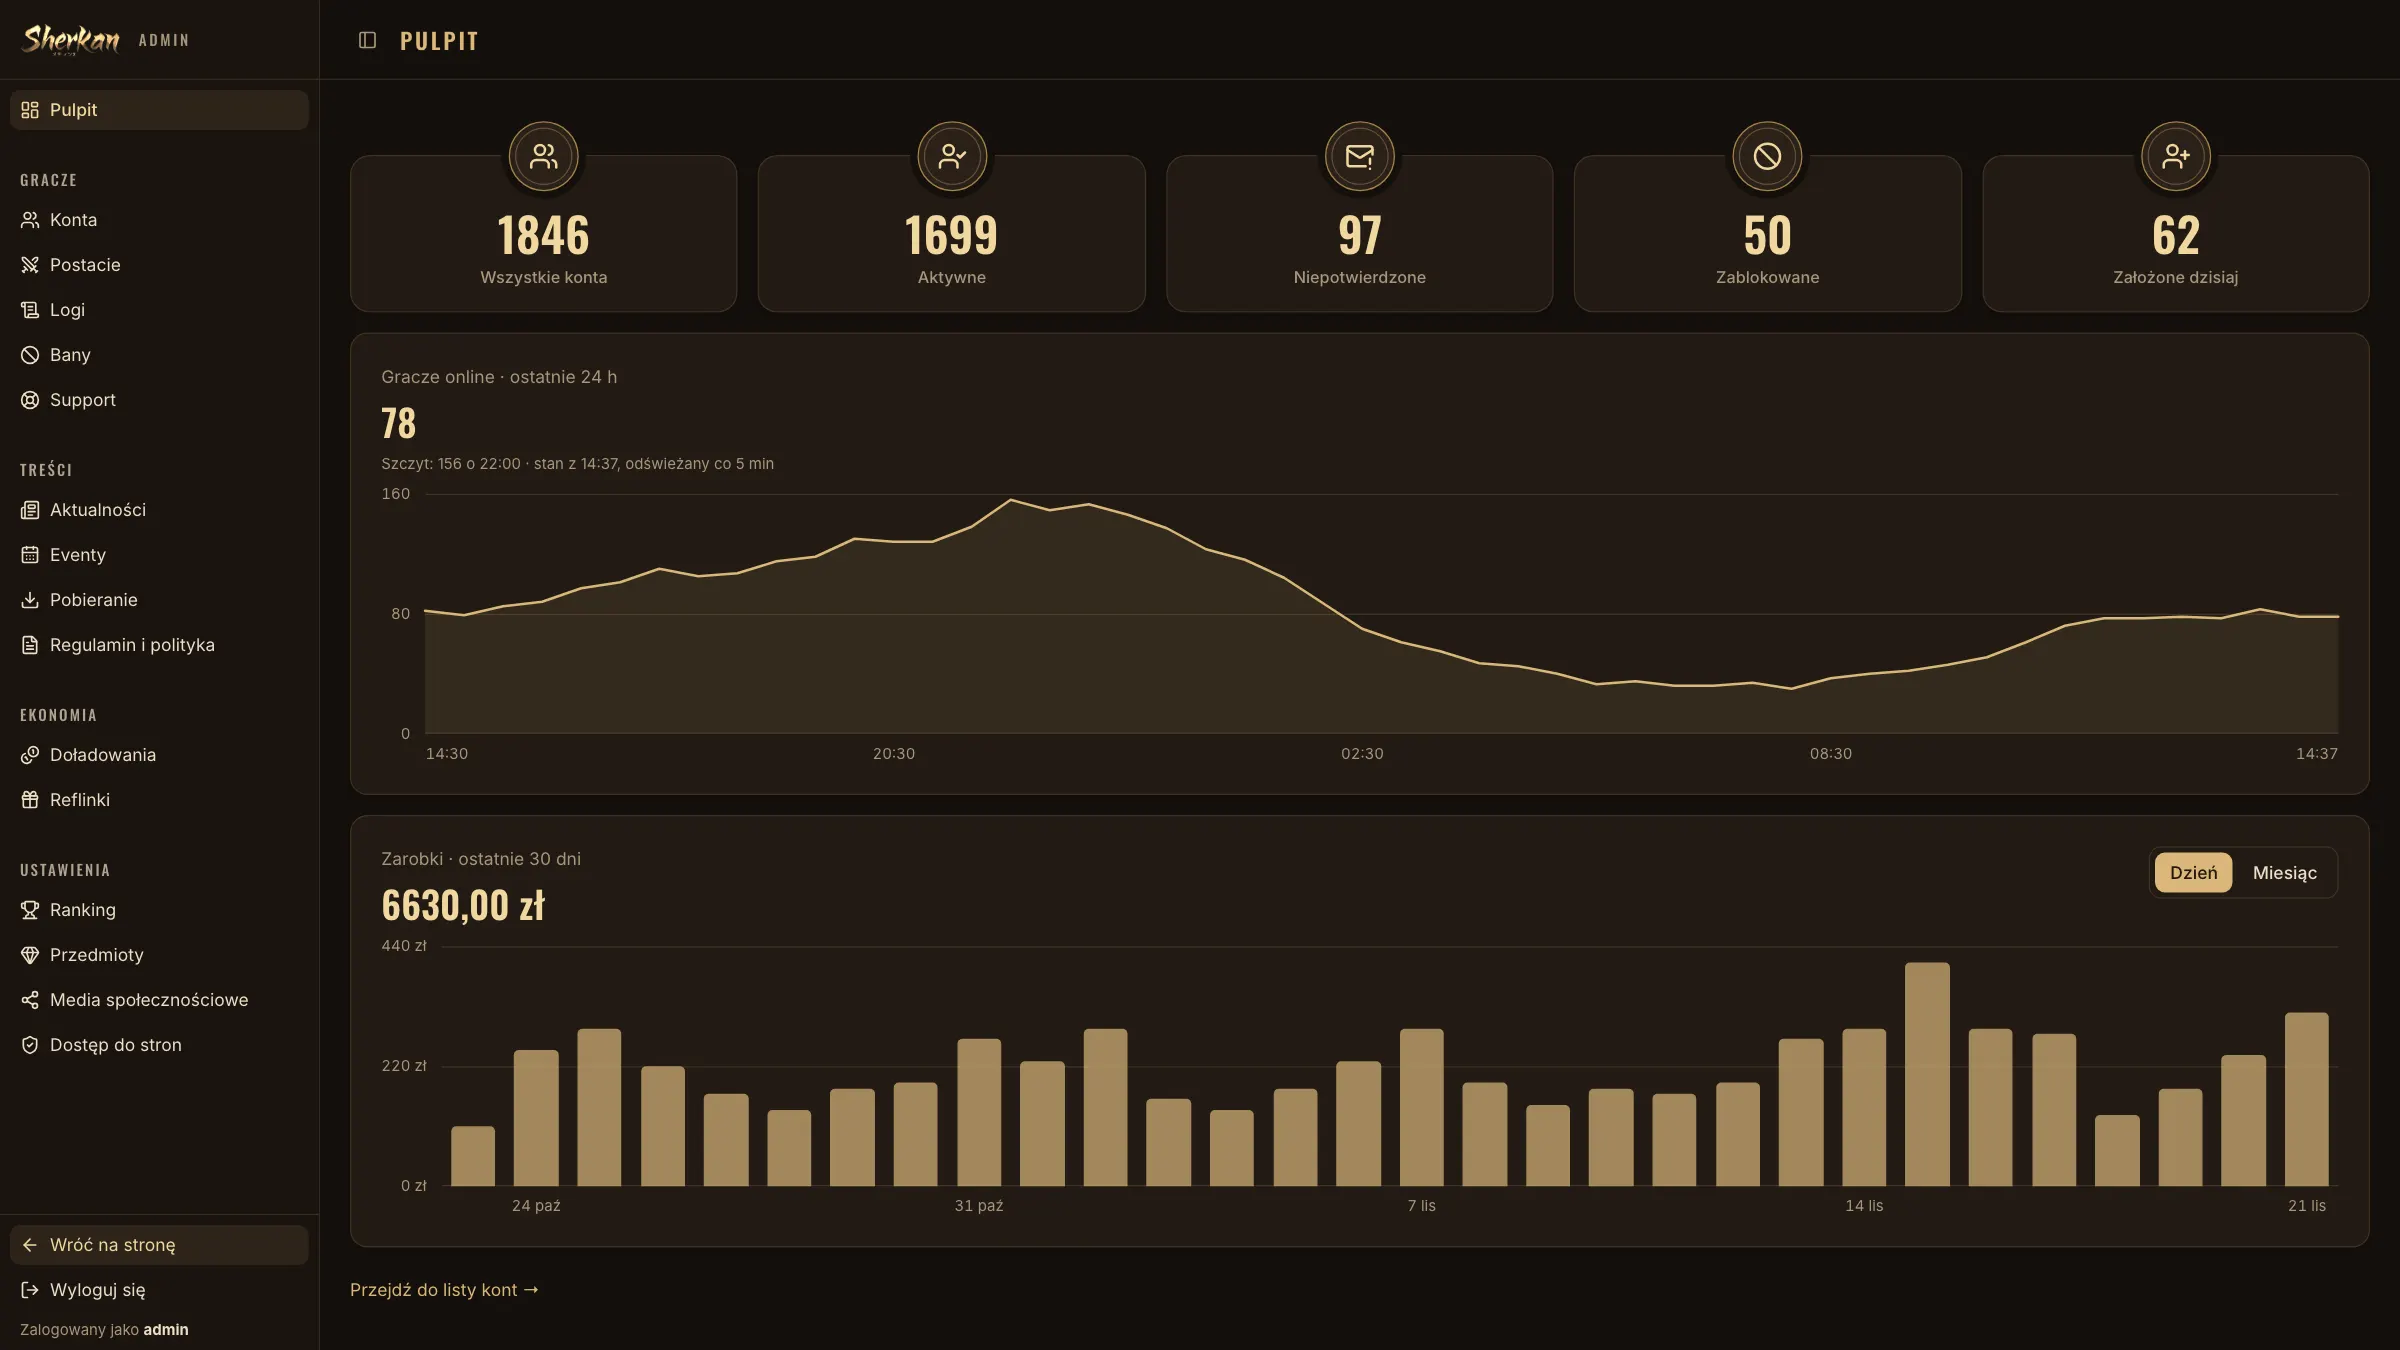 Sherkan ADMIN
Pulpit
GRACZE
Konta
Postacie
Logi
Bany
Support
TREŚCI
Aktualności
Eventy
Pobieranie
Regulamin i polityka
EKONOMIA
Doładowania
Reflinki
USTAWIENIA
Ranking
Przedmioty
Media społecznościowe
Dostęp do stron
Wróć na stronę
Wyloguj się
Zalogowany jako admin
PULPIT
1846
Wszystkie konta
1699
Aktywne
97
Niepotwierdzone
50
Zablokowane
62
Założone dzisiaj
Gracze online · ostatnie 24 h
78
Szczyt: 156 o 22:00 · stan z 14:37, odświeżany co 5 min
160
80
0
14:30 20:30 02:30 08:30 14:37
Zarobki · ostatnie 30 dni
6630,00 zł
Dzień Miesiąc
440 zł
220 zł
0 zł
24 paź 31 paź 7 lis 14 lis 21 lis
Przejdź do listy kont →